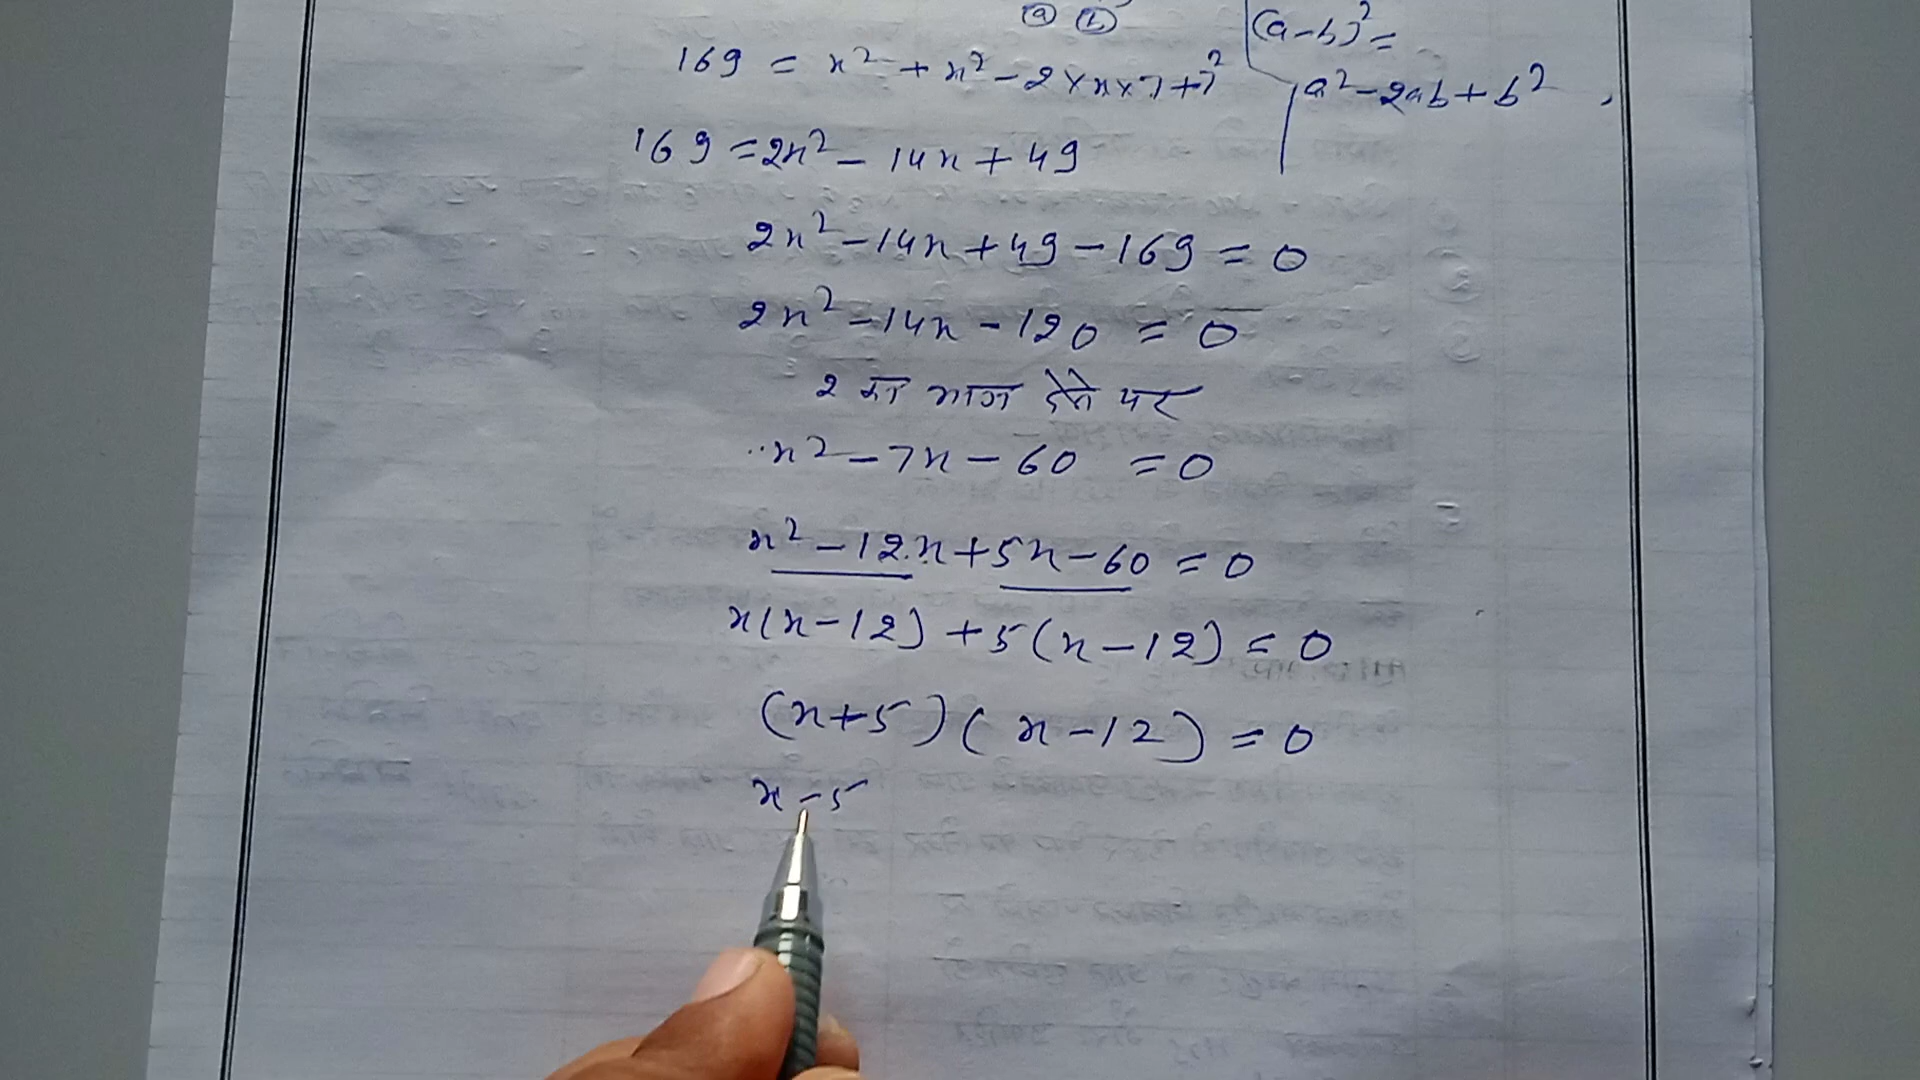 (a) (b)
(a-b)² =
169 = x² + x² - 2×x×7+7²
a² - 2ab + b²
169 = 2x² - 14x + 49
2x² - 14x + 49 - 169 = 0
2x² - 14x - 120 = 0
2 का भाग देने पर
x² - 7x - 60 = 0
x² - 12x + 5x - 60 = 0
x(x-12) + 5(x-12) = 0
(x+5)(x-12) = 0
x - 5